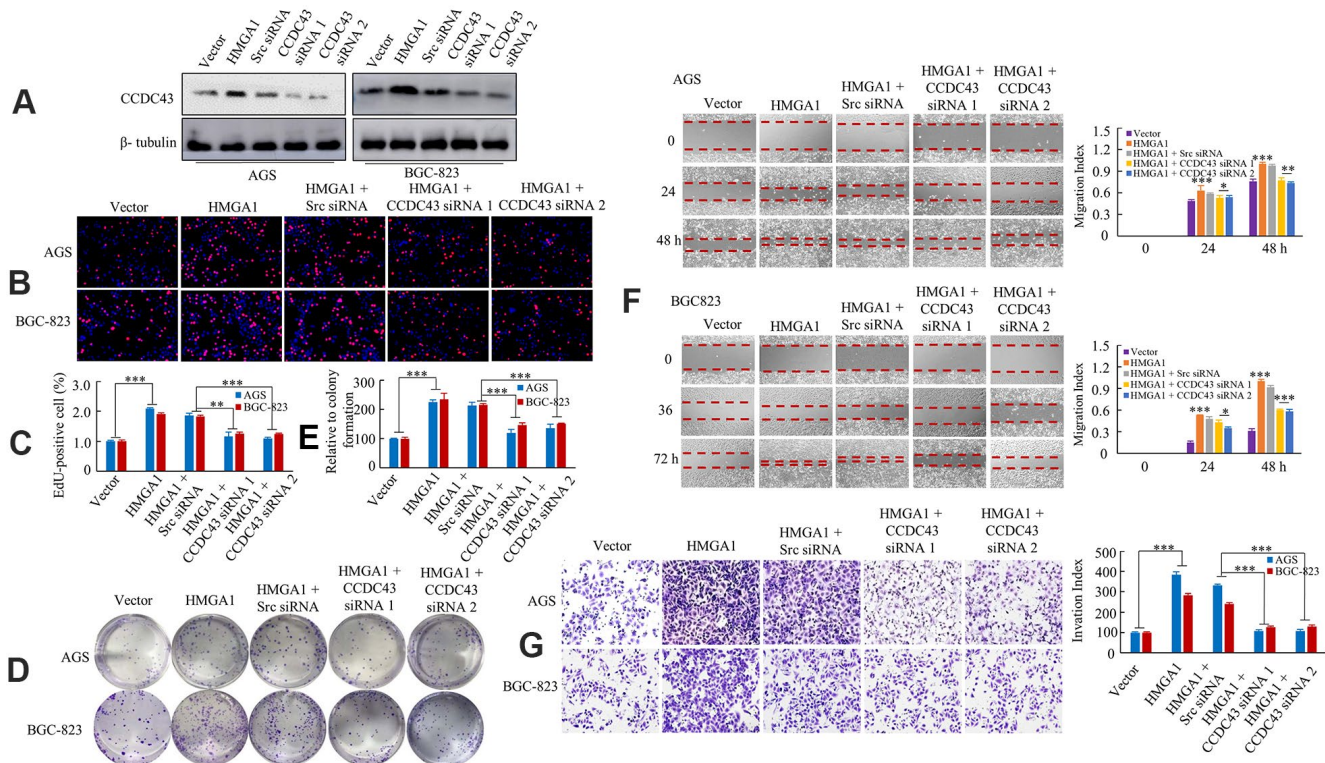 A
Vector
HMGA1
Src siRNA
CCDC43
siRNA 1
CCDC43
siRNA 2
Vector
HMGA1
Src siRNA
CCDC43
siRNA 1
CCDC43
siRNA 2
CCDC43
β- tubulin
AGS
BGC-823
B
Vector
HMGA1
HMGA1 +
Src siRNA
HMGA1 +
CCDC43 siRNA 1
HMGA1 +
CCDC43 siRNA 2
AGS
BGC-823
C
EdU-positive cell (%)
3.0
2.0
1.0
0
***
**
***
AGS
BGC-823
Vector
HMGA1
HMGA1 +
Src siRNA
HMGA1 +
CCDC43 siRNA 1
HMGA1 +
CCDC43 siRNA 2
E
Relative to colony
formation
300
200
100
0
***
***
***
AGS
BGC-823
Vector
HMGA1
HMGA1 +
Src siRNA
HMGA1 +
CCDC43 siRNA 1
HMGA1 +
CCDC43 siRNA 2
D
Vector
HMGA1
HMGA1 +
Src siRNA
HMGA1 +
CCDC43
siRNA 1
HMGA1 +
CCDC43
siRNA 2
AGS
BGC-823
F
AGS
Vector
HMGA1
HMGA1 +
Src siRNA
HMGA1 +
CCDC43
siRNA 1
HMGA1 +
CCDC43
siRNA 2
0
24
48 h
Migration Index
1.5
1.2
0.9
0.6
0.3
0
Vector
HMGA1
HMGA1 + Src siRNA
HMGA1 + CCDC43 siRNA 1
HMGA1 + CCDC43 siRNA 2
***
*
***
**
0
24
48 h
BGC823
Vector
HMGA1
HMGA1 +
Src siRNA
HMGA1 +
CCDC43
siRNA 1
HMGA1 +
CCDC43
siRNA 2
0
36
72 h
Migration Index
1.5
1.2
0.9
0.6
0.3
0
Vector
HMGA1
HMGA1 + Src siRNA
HMGA1 + CCDC43 siRNA 1
HMGA1 + CCDC43 siRNA 2
***
*
***
***
0
24
48 h
G
Vector
HMGA1
HMGA1 +
Src siRNA
HMGA1 +
CCDC43
siRNA 1
HMGA1 +
CCDC43
siRNA 2
AGS
BGC-823
Invation Index
500
400
300
200
100
0
***
***
***
AGS
BGC-823
Vector
HMGA1
HMGA1 +
Src siRNA
HMGA1 +
CCDC43 siRNA 1
HMGA1 +
CCDC43 siRNA 2